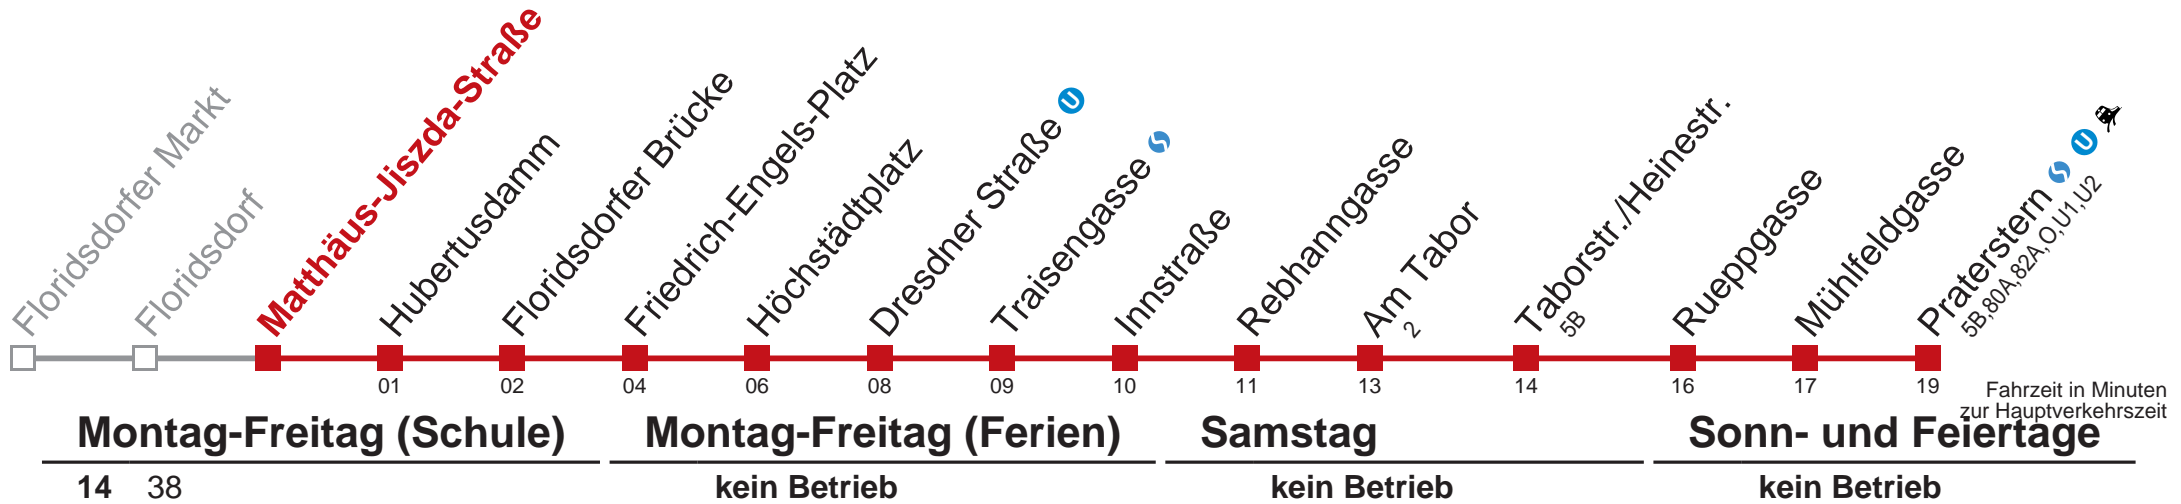 Floridsdorfer Markt
Floridsdorf
Matthäus-Jiszda-Straße
Hubertusdamm
Floridsdorfer Brücke
Friedrich-Engels-Platz
Höchstädtplatz
Dresdner Straße U
Traisengasse
Innstraße
Rebhanngasse
Am Tabor
2
Taborstr./Heinestr.
5B
Rueppgasse
Mühlfeldgasse
Praterstern U
5B,80A,82A,O,U1,U2
01 02 04 06 08 09 10 11 13 14 16 17 19
Fahrzeit in Minuten
zur Hauptverkehrszeit
Montag-Freitag (Schule) Montag-Freitag (Ferien) Samstag Sonn- und Feiertage
14 38 kein Betrieb kein Betrieb kein Betrieb